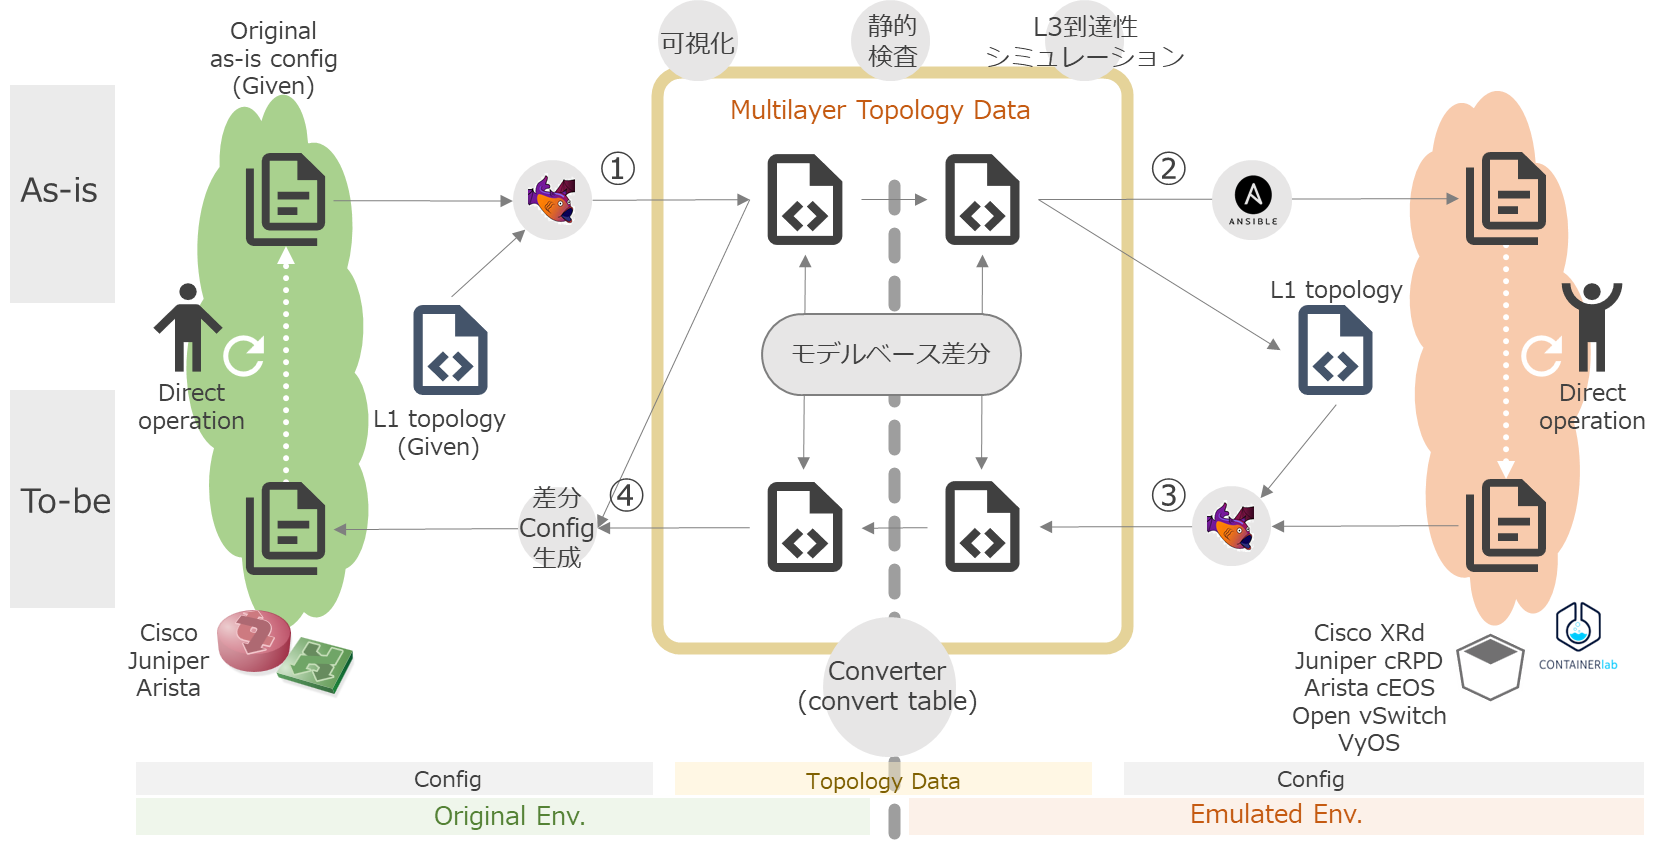 Original
as-is config
(Given)
可視化
静的
検査
L3到達性
シミュレーション
Multilayer Topology Data
As-is
①
②
ANSIBLE
L1 topology
Direct
operation
モデルベース差分
L1 topology
(Given)
Direct
operation
To-be
差分
Config
生成
④
③
Cisco
Juniper
Arista
Converter
(convert table)
Cisco XRd
Juniper cRPD
Arista cEOS
Open vSwitch
VyOS
CONTAINERlab
Config
Topology Data
Config
Original Env.
Emulated Env.